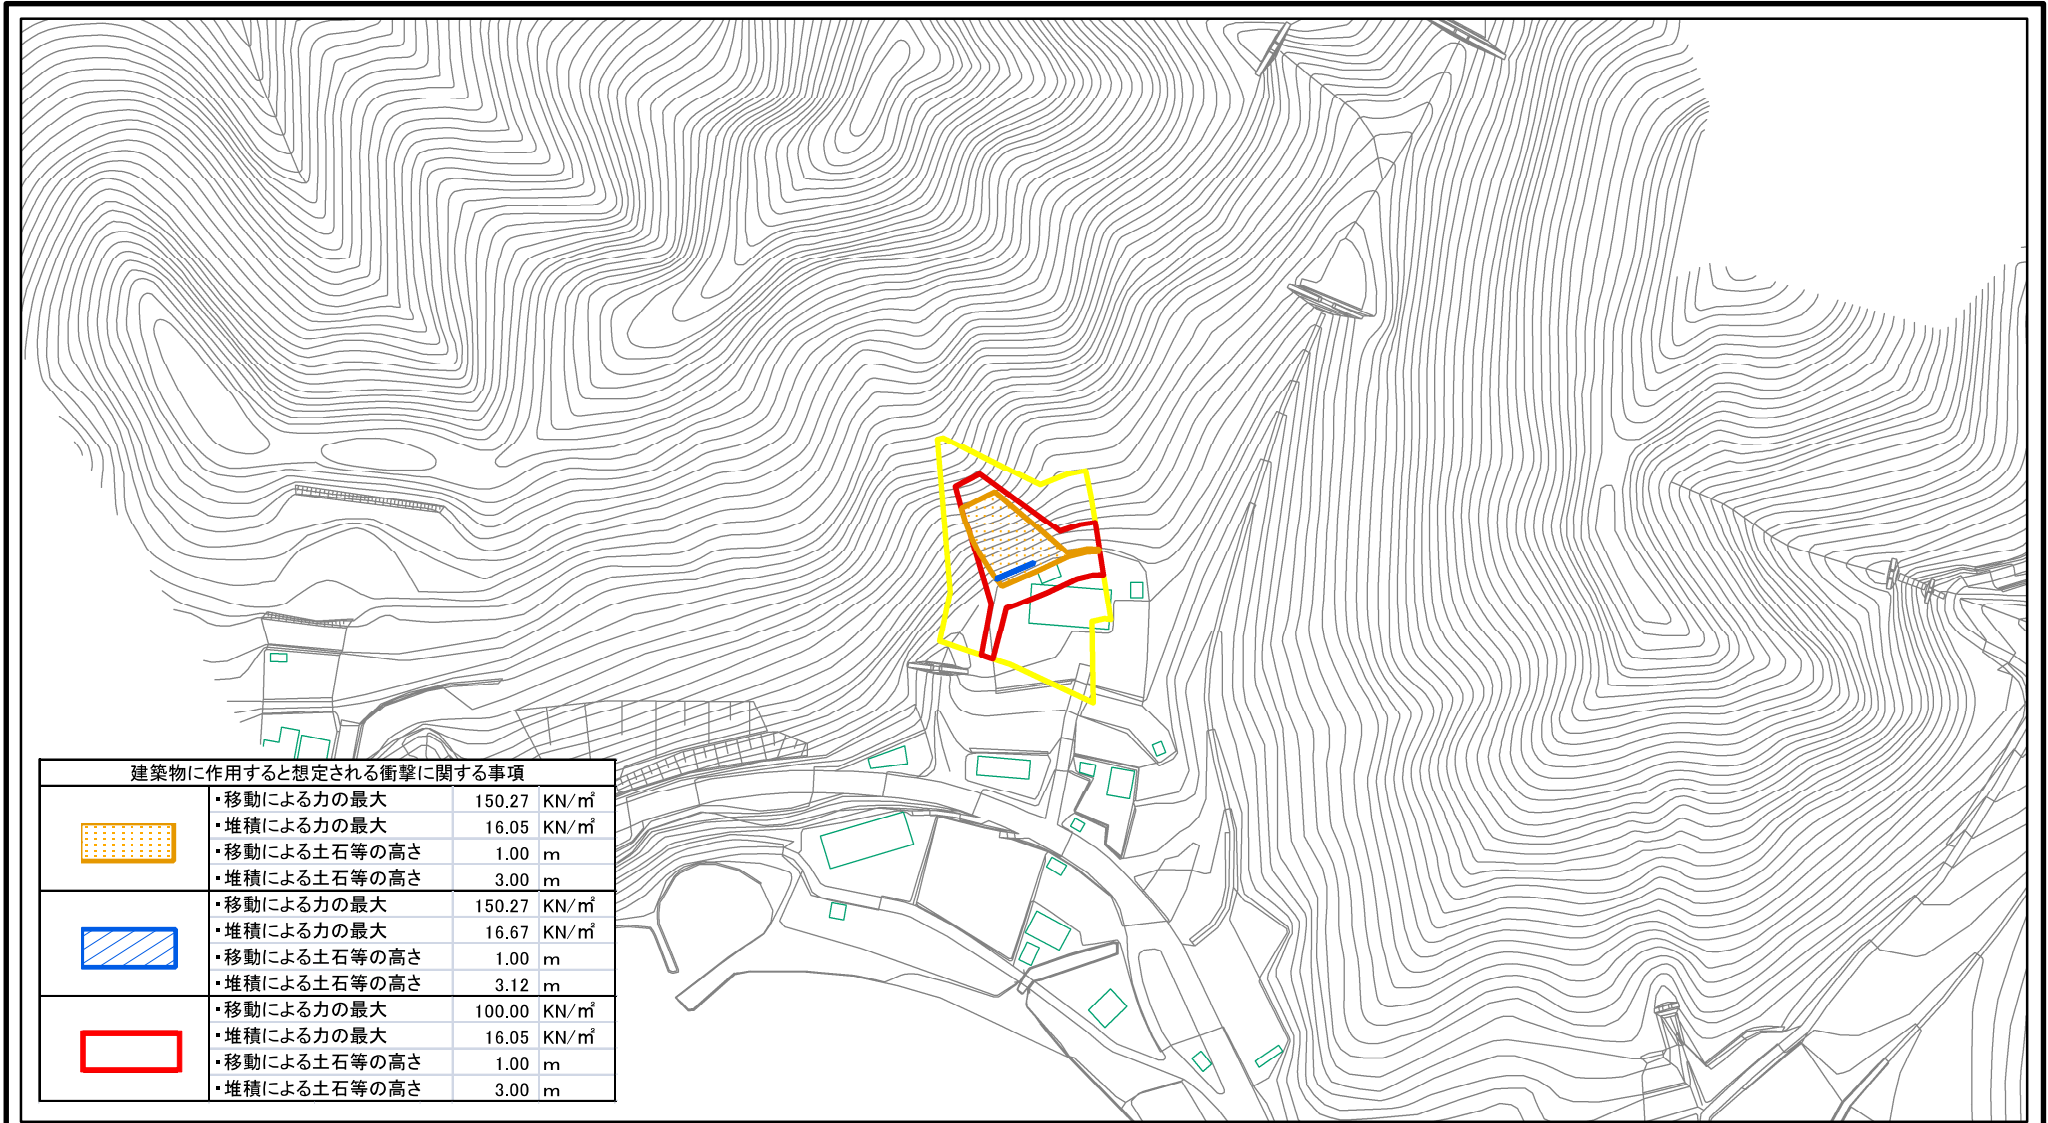 建築物に作用すると想定される衝撃に関する事項
・移動による力の最大 150.27 KN/㎡
・堆積による力の最大 16.05 KN/㎡
・移動による土石等の高さ 1.00 m
・堆積による土石等の高さ 3.00 m
・移動による力の最大 150.27 KN/㎡
・堆積による力の最大 16.67 KN/㎡
・移動による土石等の高さ 1.00 m
・堆積による土石等の高さ 3.12 m
・移動による力の最大 100.00 KN/㎡
・堆積による力の最大 16.05 KN/㎡
・移動による土石等の高さ 1.00 m
・堆積による土石等の高さ 3.00 m